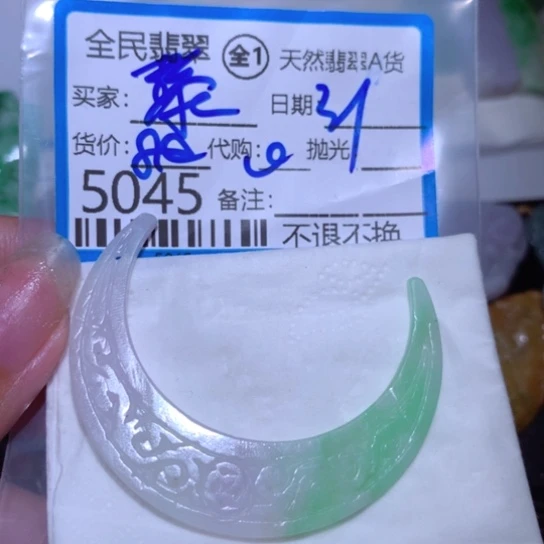 全民翡翠 全1 天然翡翠A货
买家: 日期 31
货价: 代购: 抛光
5045 备注:
不退不换